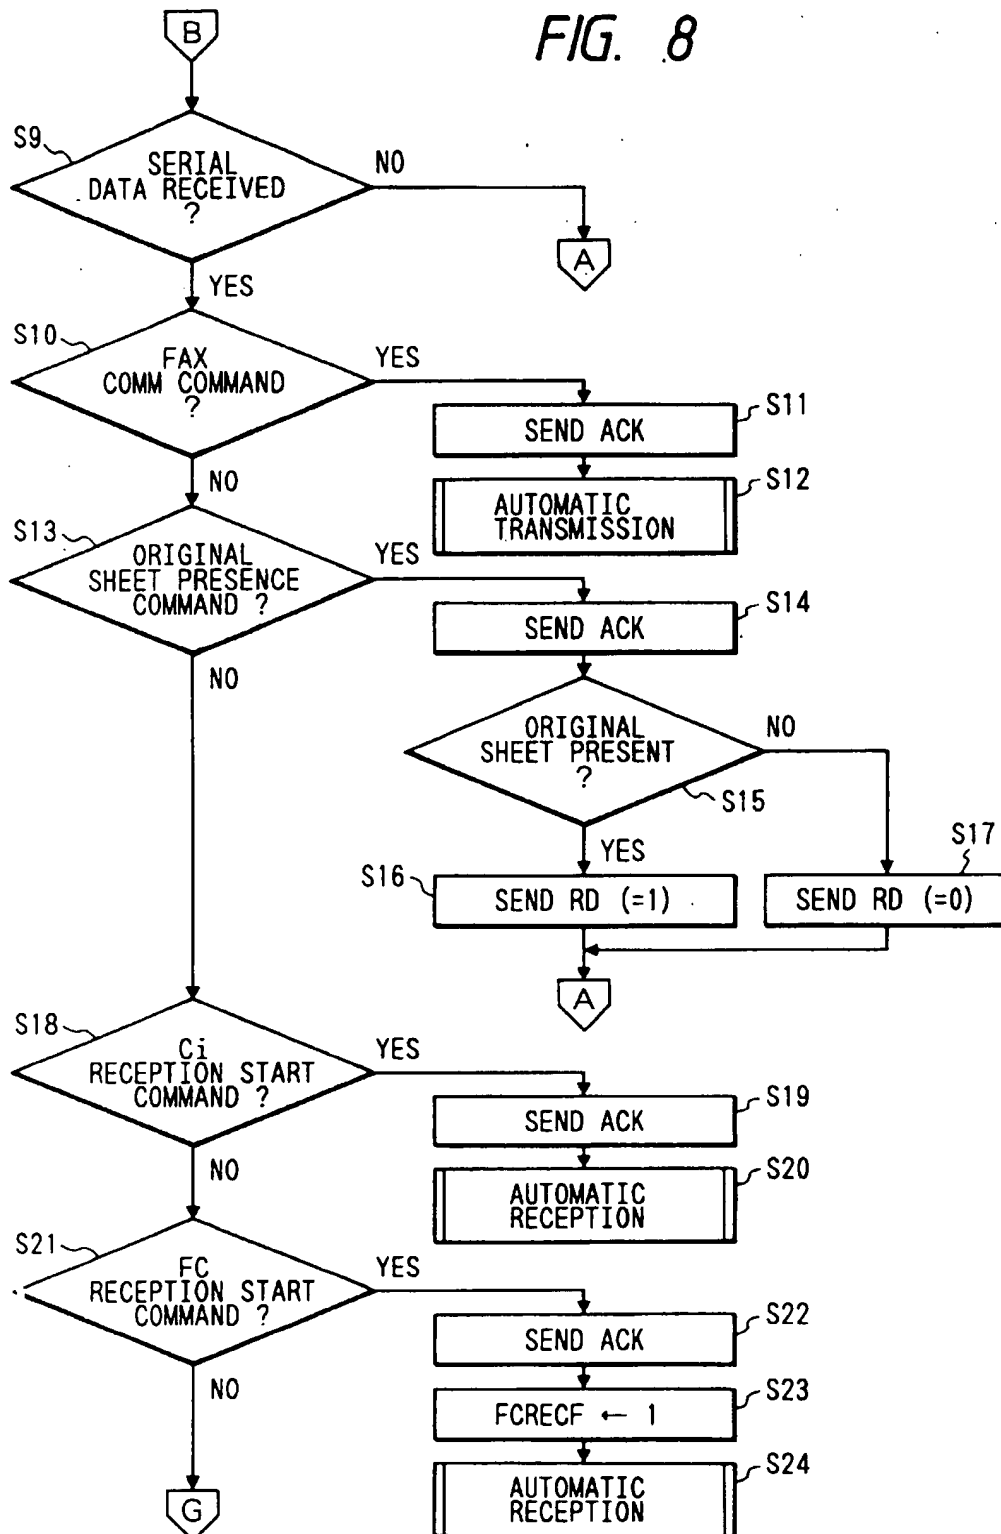 FIG. 8
B
S9
SERIAL
DATA RECEIVED
?
NO
A
YES
S10
FAX
COMM COMMAND
?
YES
S11
SEND ACK
S12
AUTOMATIC
TRANSMISSION
NO
S13
ORIGINAL
SHEET PRESENCE
COMMAND ?
YES
S14
SEND ACK
NO
ORIGINAL
SHEET PRESENT
?
NO
S15
YES
S16
SEND RD (=1)
S17
SEND RD (=0)
A
S18
Ci
RECEPTION START
COMMAND ?
YES
S19
SEND ACK
S20
AUTOMATIC
RECEPTION
NO
S21
FC
RECEPTION START
COMMAND ?
YES
S22
SEND ACK
S23
FCRECF ← 1
S24
AUTOMATIC
RECEPTION
NO
G